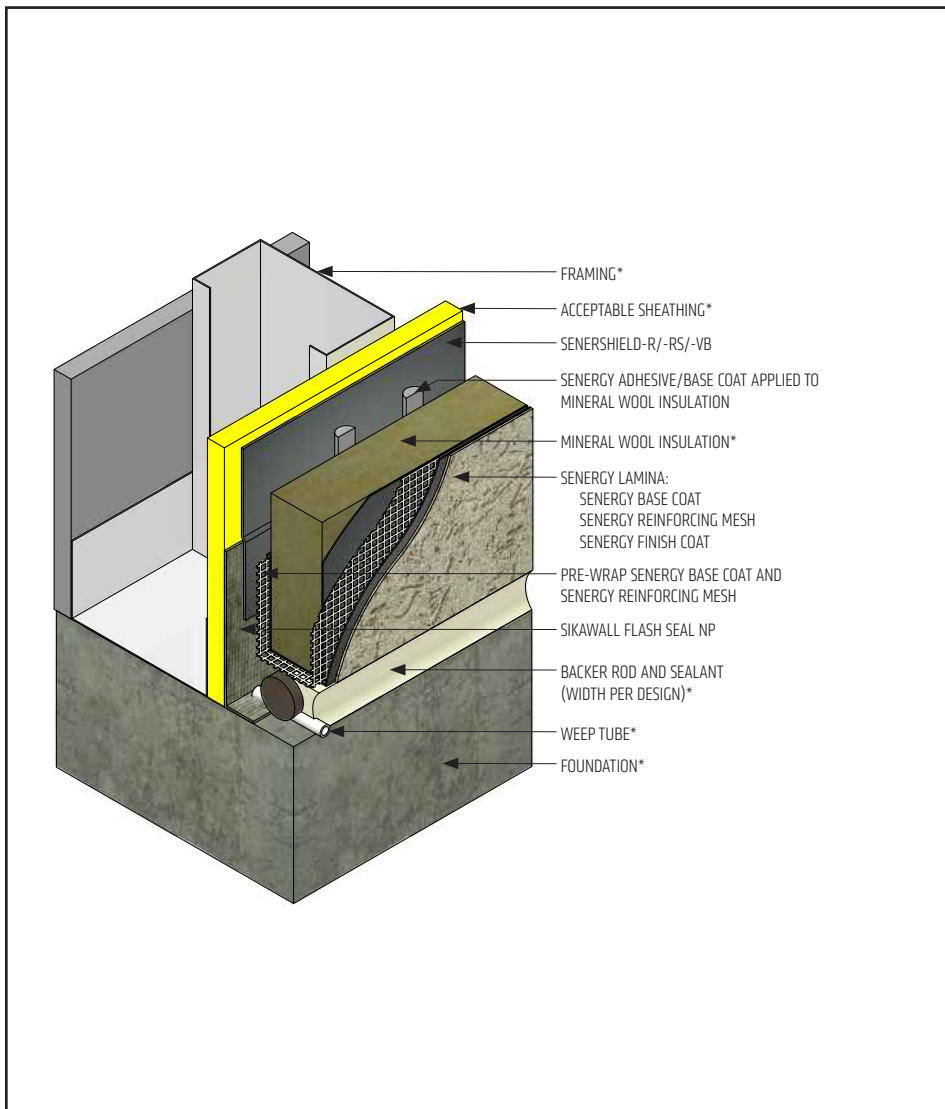 FRAMING*
ACCEPTABLE SHEATHING*
SENERSHIELD-R/-RS/-VB
SENERGY ADHESIVE/BASE COAT APPLIED TO
MINERAL WOOL INSULATION
MINERAL WOOL INSULATION*
SENERGY LAMINA:
SENERGY BASE COAT
SENERGY REINFORCING MESH
SENERGY FINISH COAT
PRE-WRAP SENERGY BASE COAT AND
SENERGY REINFORCING MESH
SIKAWALL FLASH SEAL NP
BACKER ROD AND SEALANT
(WIDTH PER DESIGN)*
WEEP TUBE*
FOUNDATION*